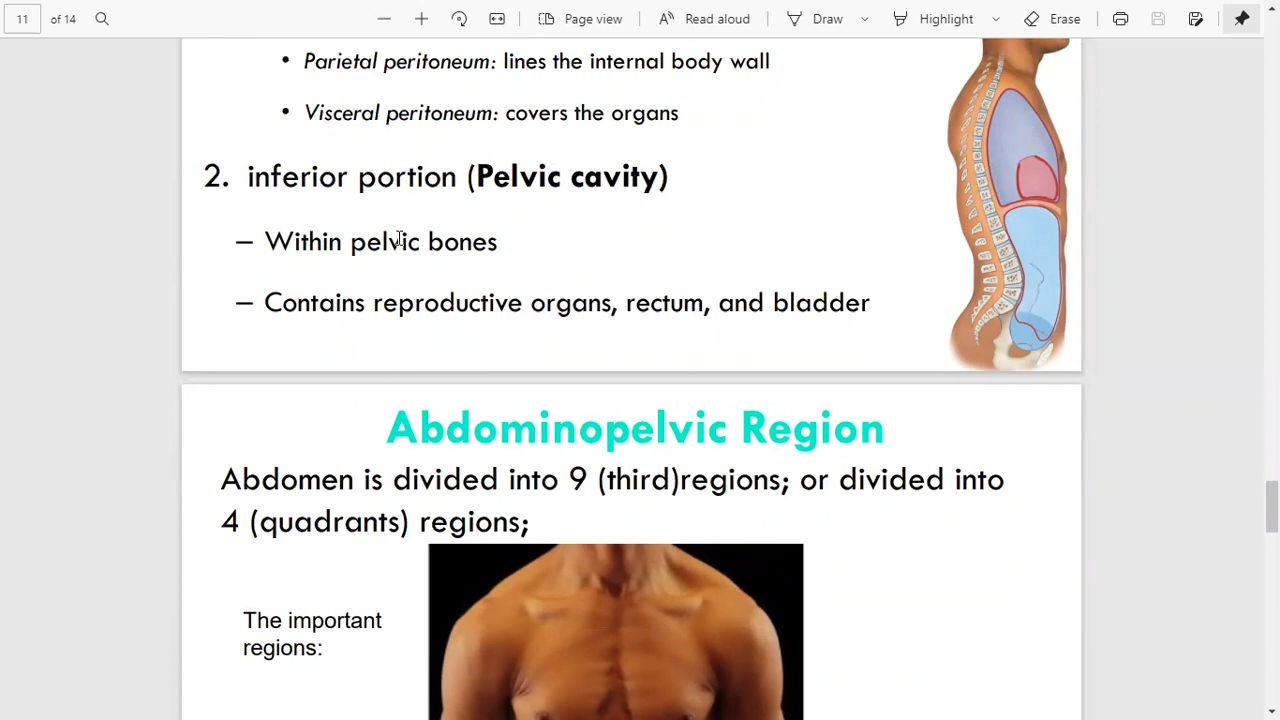 11 of 14 Page view Read aloud Draw Highlight Erase
• Parietal peritoneum: lines the internal body wall
• Visceral peritoneum: covers the organs
2. inferior portion (Pelvic cavity)
– Within pelvic bones
– Contains reproductive organs, rectum, and bladder
Abdominopelvic Region
Abdomen is divided into 9 (third)regions; or divided into
4 (quadrants) regions;
The important
regions: